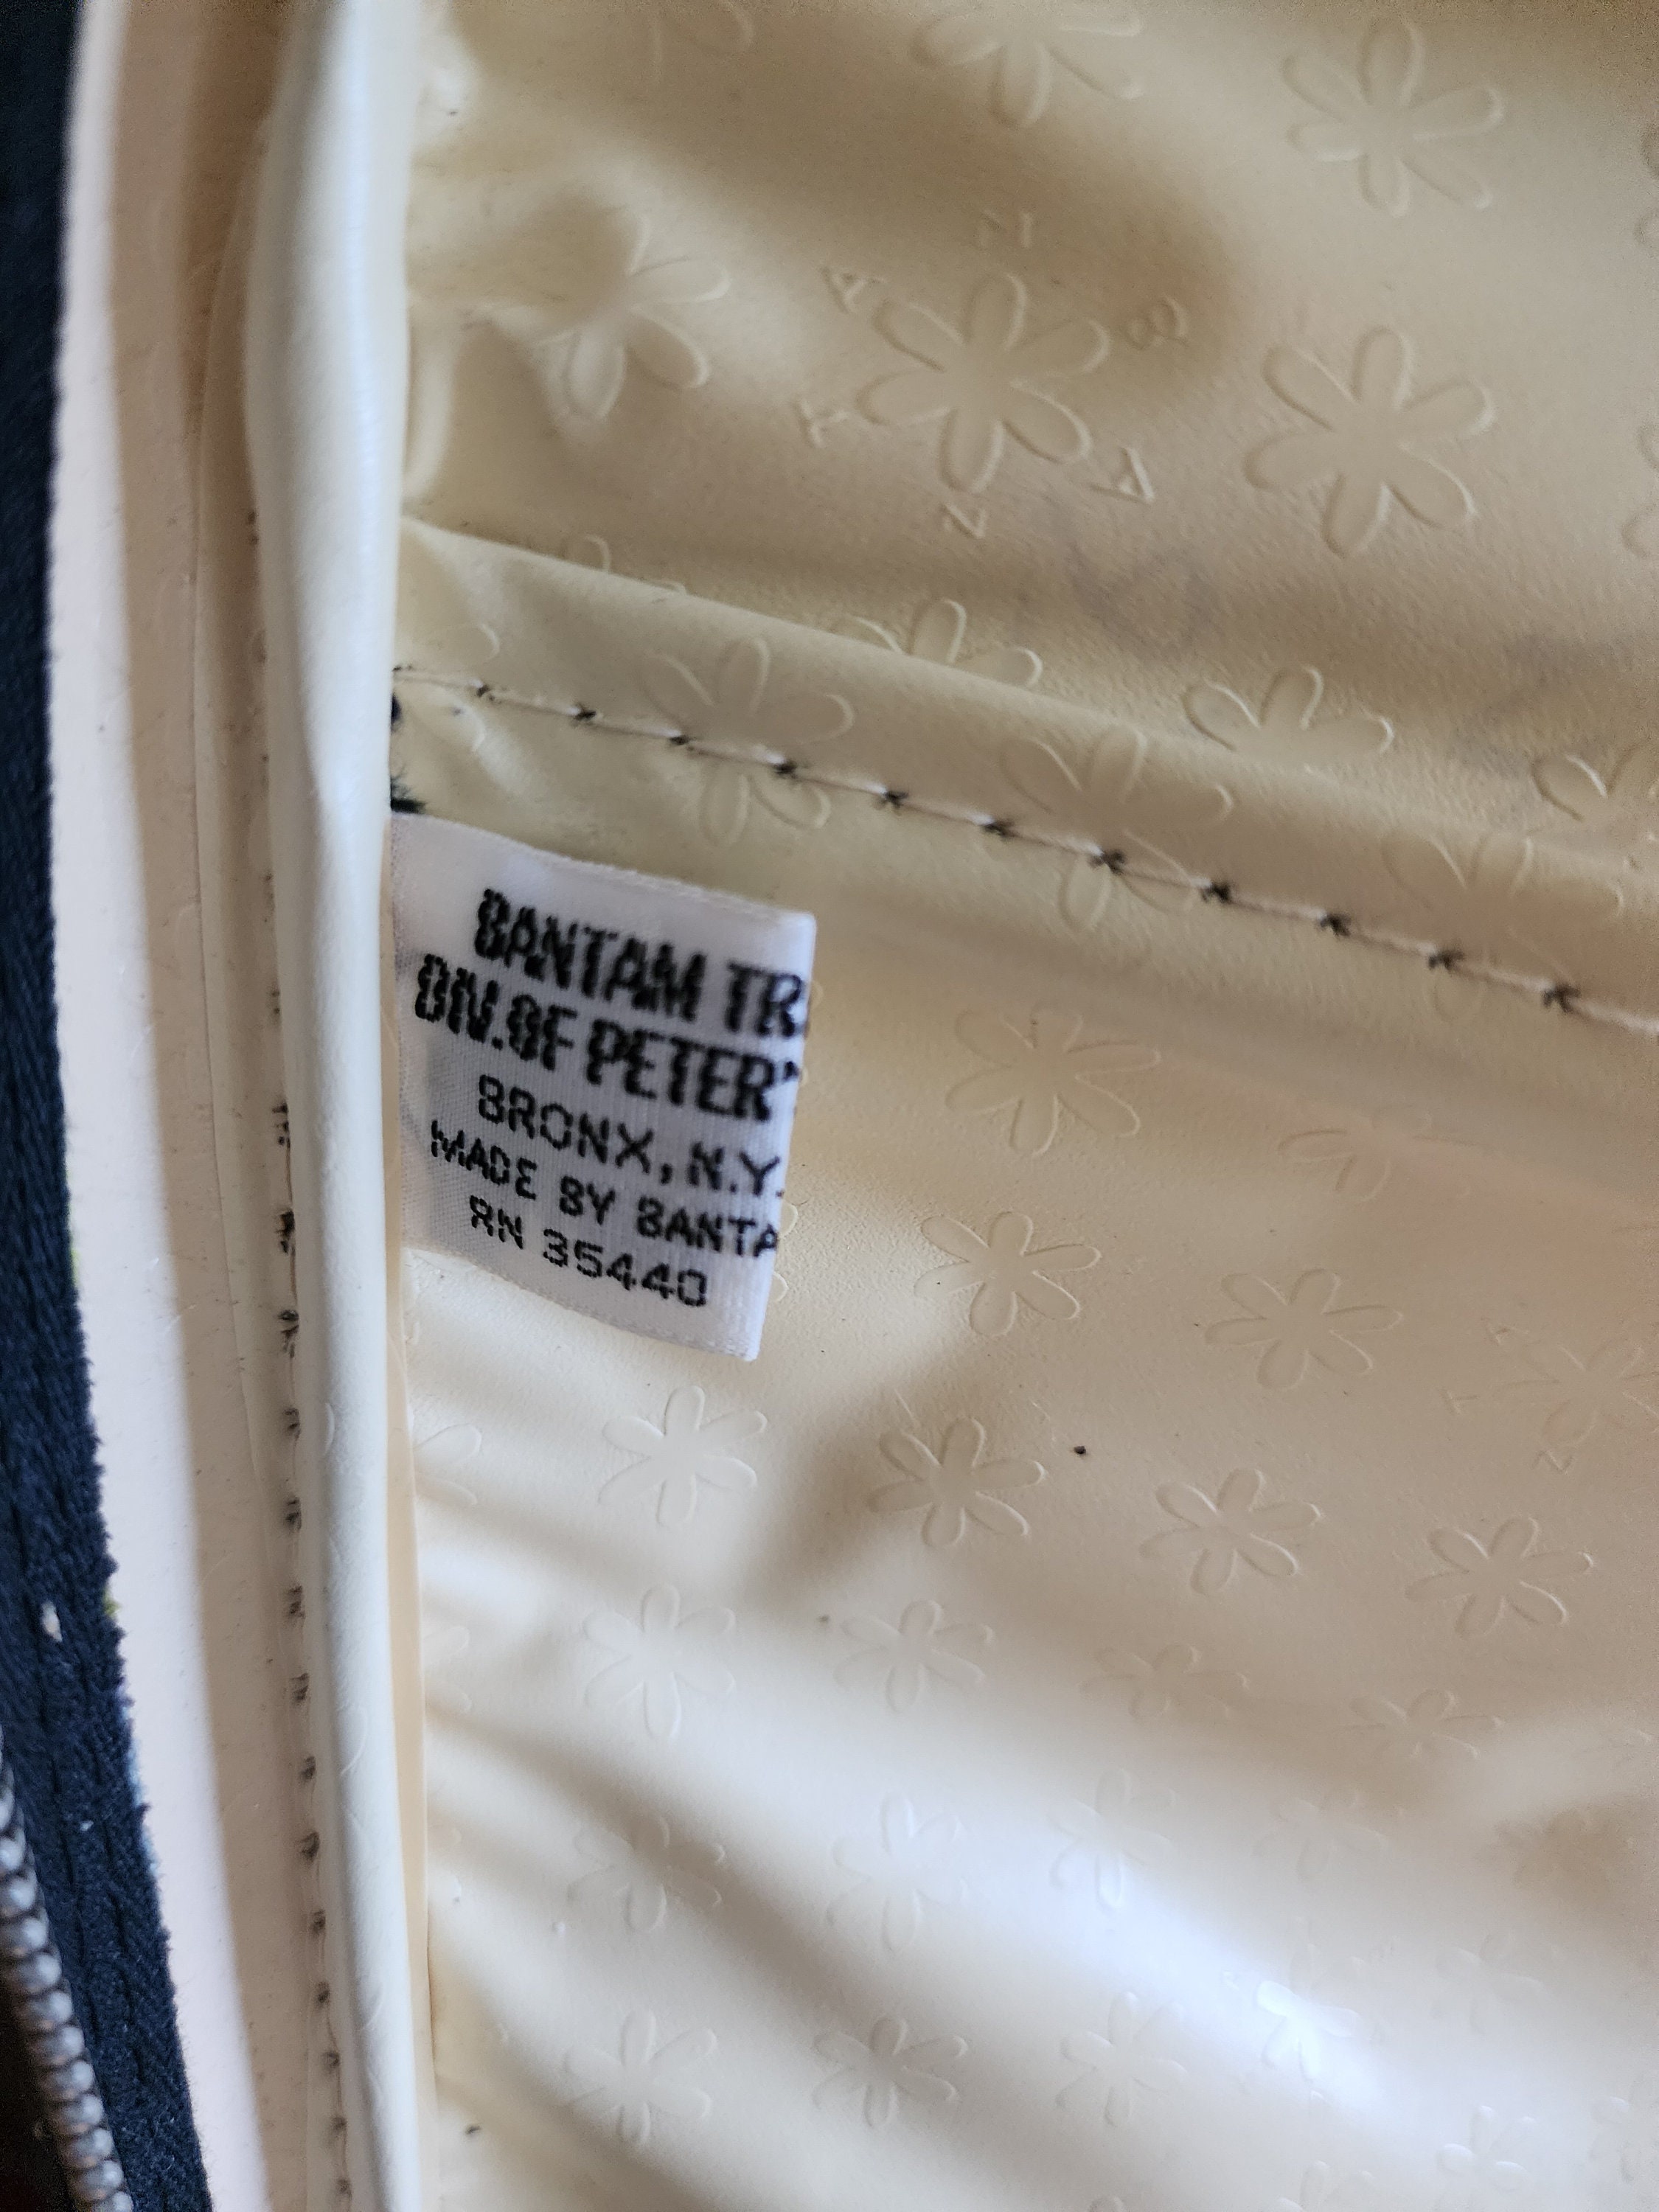 BANTAM TR
DIV.OF PETER'
BRONX, N.Y.
MADE BY BANTA
RN 35440